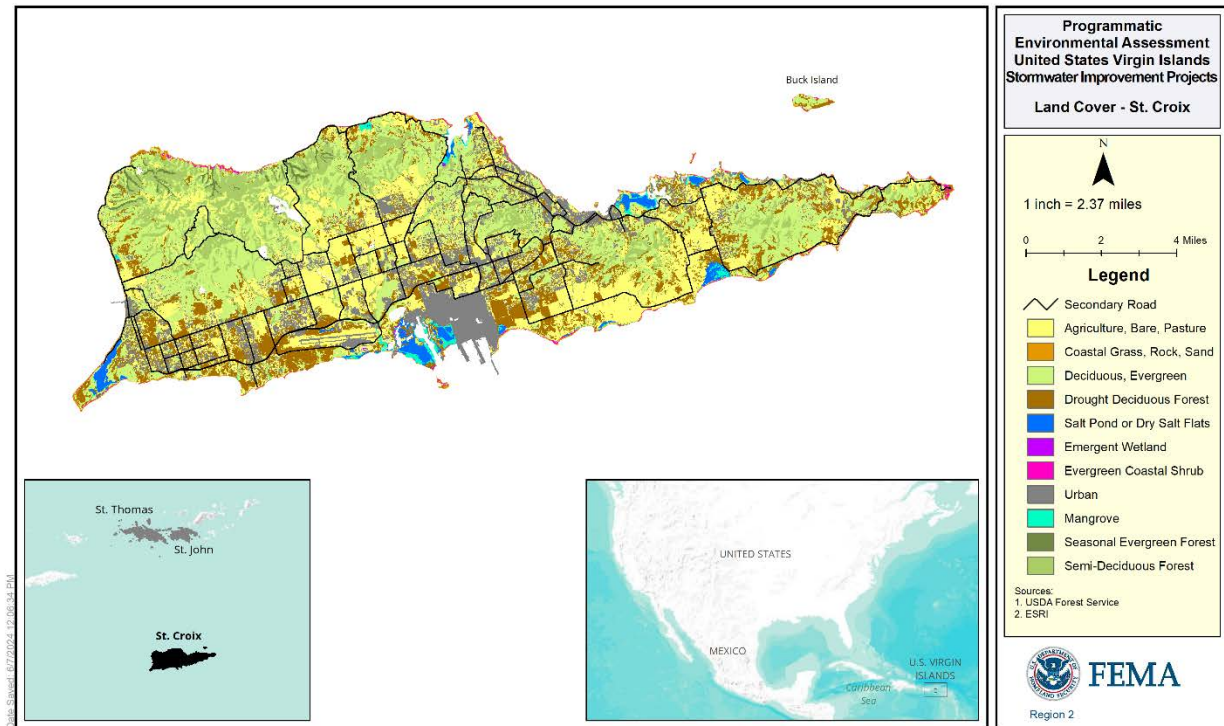 Programmatic
Environmental Assessment
United States Virgin Islands
Stormwater Improvement Projects
Land Cover - St. Croix
Buck Island
N
1 inch = 2.37 miles
0 2 4 Miles
Legend
Secondary Road
Agriculture, Bare, Pasture
Coastal Grass, Rock, Sand
Deciduous, Evergreen
Drought Deciduous Forest
Salt Pond or Dry Salt Flats
Emergent Wetland
Evergreen Coastal Shrub
Urban
Mangrove
Seasonal Evergreen Forest
Semi-Deciduous Forest
Sources:
1. USDA Forest Service
2. ESRI
U.S. DEPARTMENT OF
HOMELAND SECURITY
FEMA
Region 2
St. Thomas
St. John
St. Croix
UNITED STATES
MEXICO
U.S. VIRGIN
ISLANDS
Caribbean
Sea
Date Saved: 6/7/2024 12:06:34 PM